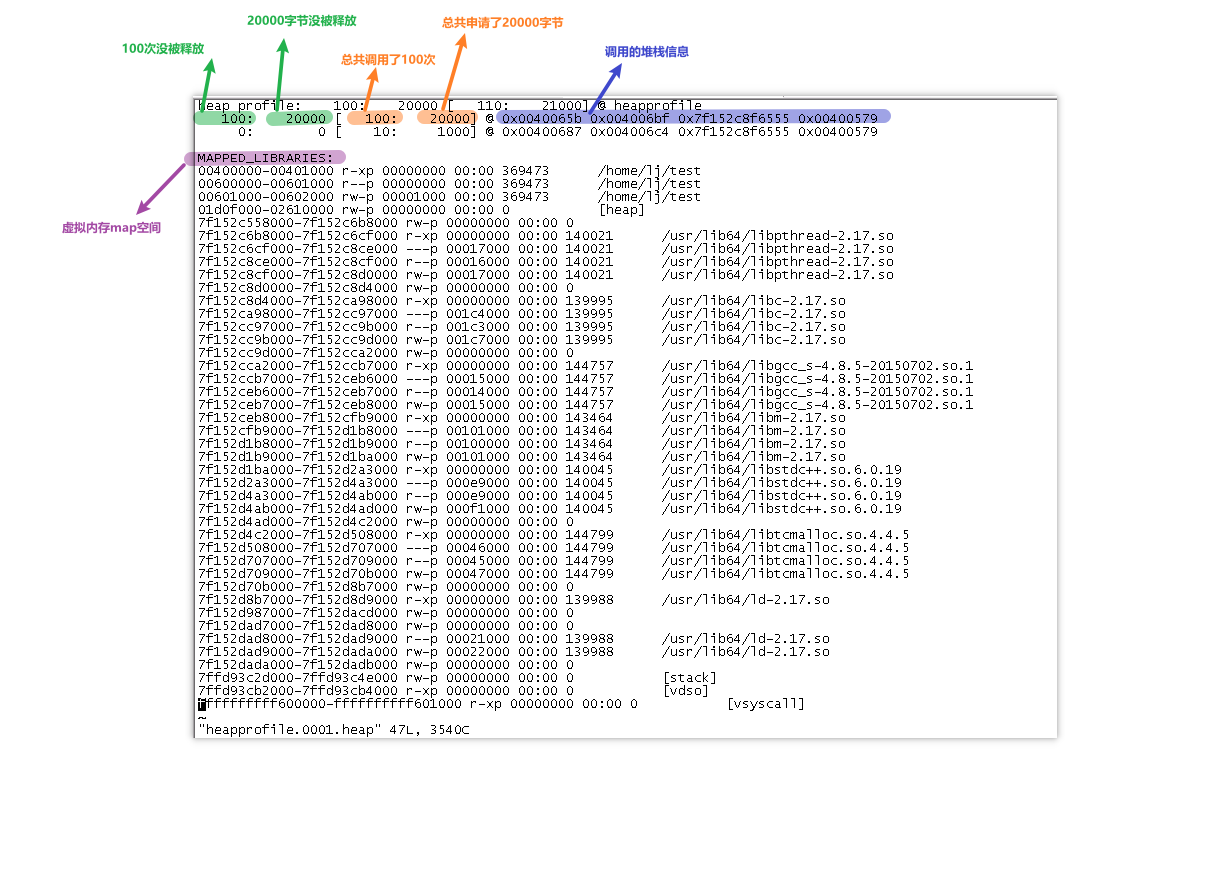 20000字节没被释放
总共申请了20000字节
100次没被释放
总共调用了100次
调用的堆栈信息
heap profile:    100:    20000 [   110:    21000] @ heapprofile
100:    20000 [   100:    20000] @ 0x0040065b 0x004006bf 0x7f152c8f6555 0x00400579
0:        0 [    10:     1000] @ 0x00400687 0x004006c4 0x7f152c8f6555 0x00400579
MAPPED_LIBRARIES:
00400000-00401000 r-xp 00000000 00:00 369473      /home/lj/test
00600000-00601000 r--p 00000000 00:00 369473      /home/lj/test
00601000-00602000 rw-p 00001000 00:00 369473      /home/lj/test
01d0f000-02610000 rw-p 00000000 00:00 0           [heap]
虚拟内存map空间
7f152c558000-7f152c6b8000 rw-p 00000000 00:00 0
7f152c6b8000-7f152c6cf000 r-xp 00000000 00:00 140021      /usr/lib64/libpthread-2.17.so
7f152c6cf000-7f152c8ce000 ---p 00017000 00:00 140021      /usr/lib64/libpthread-2.17.so
7f152c8ce000-7f152c8cf000 r--p 00016000 00:00 140021      /usr/lib64/libpthread-2.17.so
7f152c8cf000-7f152c8d0000 rw-p 00017000 00:00 140021      /usr/lib64/libpthread-2.17.so
7f152c8d0000-7f152c8d4000 rw-p 00000000 00:00 0
7f152c8d4000-7f152ca98000 r-xp 00000000 00:00 139995      /usr/lib64/libc-2.17.so
7f152ca98000-7f152cc97000 ---p 001c4000 00:00 139995      /usr/lib64/libc-2.17.so
7f152cc97000-7f152cc9b000 r--p 001c3000 00:00 139995      /usr/lib64/libc-2.17.so
7f152cc9b000-7f152cc9d000 rw-p 001c7000 00:00 139995      /usr/lib64/libc-2.17.so
7f152cc9d000-7f152cca2000 rw-p 00000000 00:00 0
7f152cca2000-7f152ccb7000 r-xp 00000000 00:00 144757      /usr/lib64/libgcc_s-4.8.5-20150702.so.1
7f152ccb7000-7f152ceb6000 ---p 00015000 00:00 144757      /usr/lib64/libgcc_s-4.8.5-20150702.so.1
7f152ceb6000-7f152ceb7000 r--p 00014000 00:00 144757      /usr/lib64/libgcc_s-4.8.5-20150702.so.1
7f152ceb7000-7f152ceb8000 rw-p 00015000 00:00 144757      /usr/lib64/libgcc_s-4.8.5-20150702.so.1
7f152ceb8000-7f152cfb9000 r-xp 00000000 00:00 143464      /usr/lib64/libm-2.17.so
7f152cfb9000-7f152d1b8000 ---p 00101000 00:00 143464      /usr/lib64/libm-2.17.so
7f152d1b8000-7f152d1b9000 r--p 00100000 00:00 143464      /usr/lib64/libm-2.17.so
7f152d1b9000-7f152d1ba000 rw-p 00101000 00:00 143464      /usr/lib64/libm-2.17.so
7f152d1ba000-7f152d2a3000 r-xp 00000000 00:00 140045      /usr/lib64/libstdc++.so.6.0.19
7f152d2a3000-7f152d4a3000 ---p 000e9000 00:00 140045      /usr/lib64/libstdc++.so.6.0.19
7f152d4a3000-7f152d4ab000 r--p 000e9000 00:00 140045      /usr/lib64/libstdc++.so.6.0.19
7f152d4ab000-7f152d4ad000 rw-p 000f1000 00:00 140045      /usr/lib64/libstdc++.so.6.0.19
7f152d4ad000-7f152d4c2000 rw-p 00000000 00:00 0
7f152d4c2000-7f152d508000 r-xp 00000000 00:00 144799      /usr/lib64/libtcmalloc.so.4.4.5
7f152d508000-7f152d707000 ---p 00046000 00:00 144799      /usr/lib64/libtcmalloc.so.4.4.5
7f152d707000-7f152d709000 r--p 00045000 00:00 144799      /usr/lib64/libtcmalloc.so.4.4.5
7f152d709000-7f152d70b000 rw-p 00047000 00:00 144799      /usr/lib64/libtcmalloc.so.4.4.5
7f152d70b000-7f152d8b7000 rw-p 00000000 00:00 0
7f152d8b7000-7f152d8d9000 r-xp 00000000 00:00 139988      /usr/lib64/ld-2.17.so
7f152d987000-7f152dacd000 rw-p 00000000 00:00 0
7f152dad7000-7f152dad8000 rw-p 00000000 00:00 0
7f152dad8000-7f152dad9000 r--p 00021000 00:00 139988      /usr/lib64/ld-2.17.so
7f152dad9000-7f152dada000 rw-p 00022000 00:00 139988      /usr/lib64/ld-2.17.so
7f152dada000-7f152dadb000 rw-p 00000000 00:00 0
7ffd93c2d000-7ffd93c4e000 rw-p 00000000 00:00 0           [stack]
7ffd93cb2000-7ffd93cb4000 r-xp 00000000 00:00 0           [vdso]
ffffffffff600000-ffffffffff601000 r-xp 00000000 00:00 0           [vsyscall]
~
"heapprofile.0001.heap" 47L, 3540C